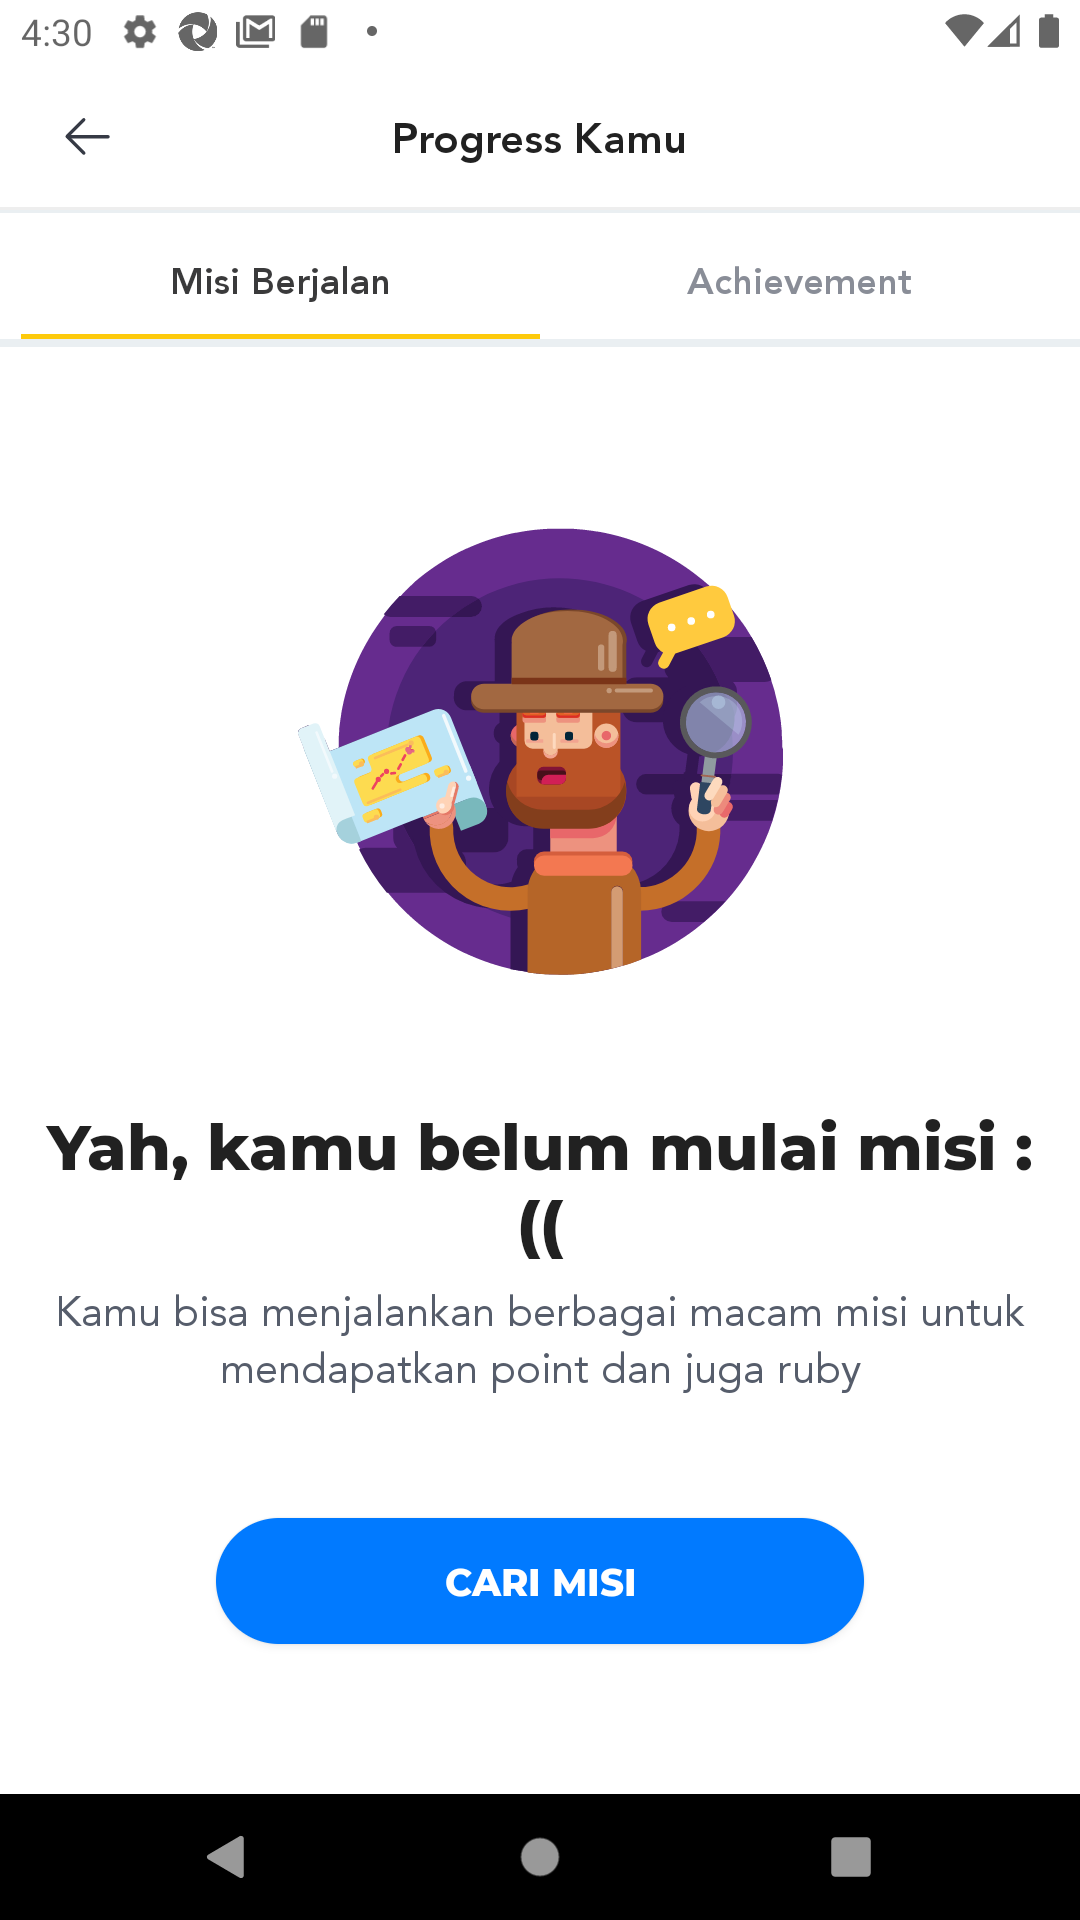 4:30
Progress Kamu
Misi Berjalan
Achievement
Yah, kamu belum mulai misi :
((
Kamu bisa menjalankan berbagai macam misi untuk
mendapatkan point dan juga ruby
CARI MISI